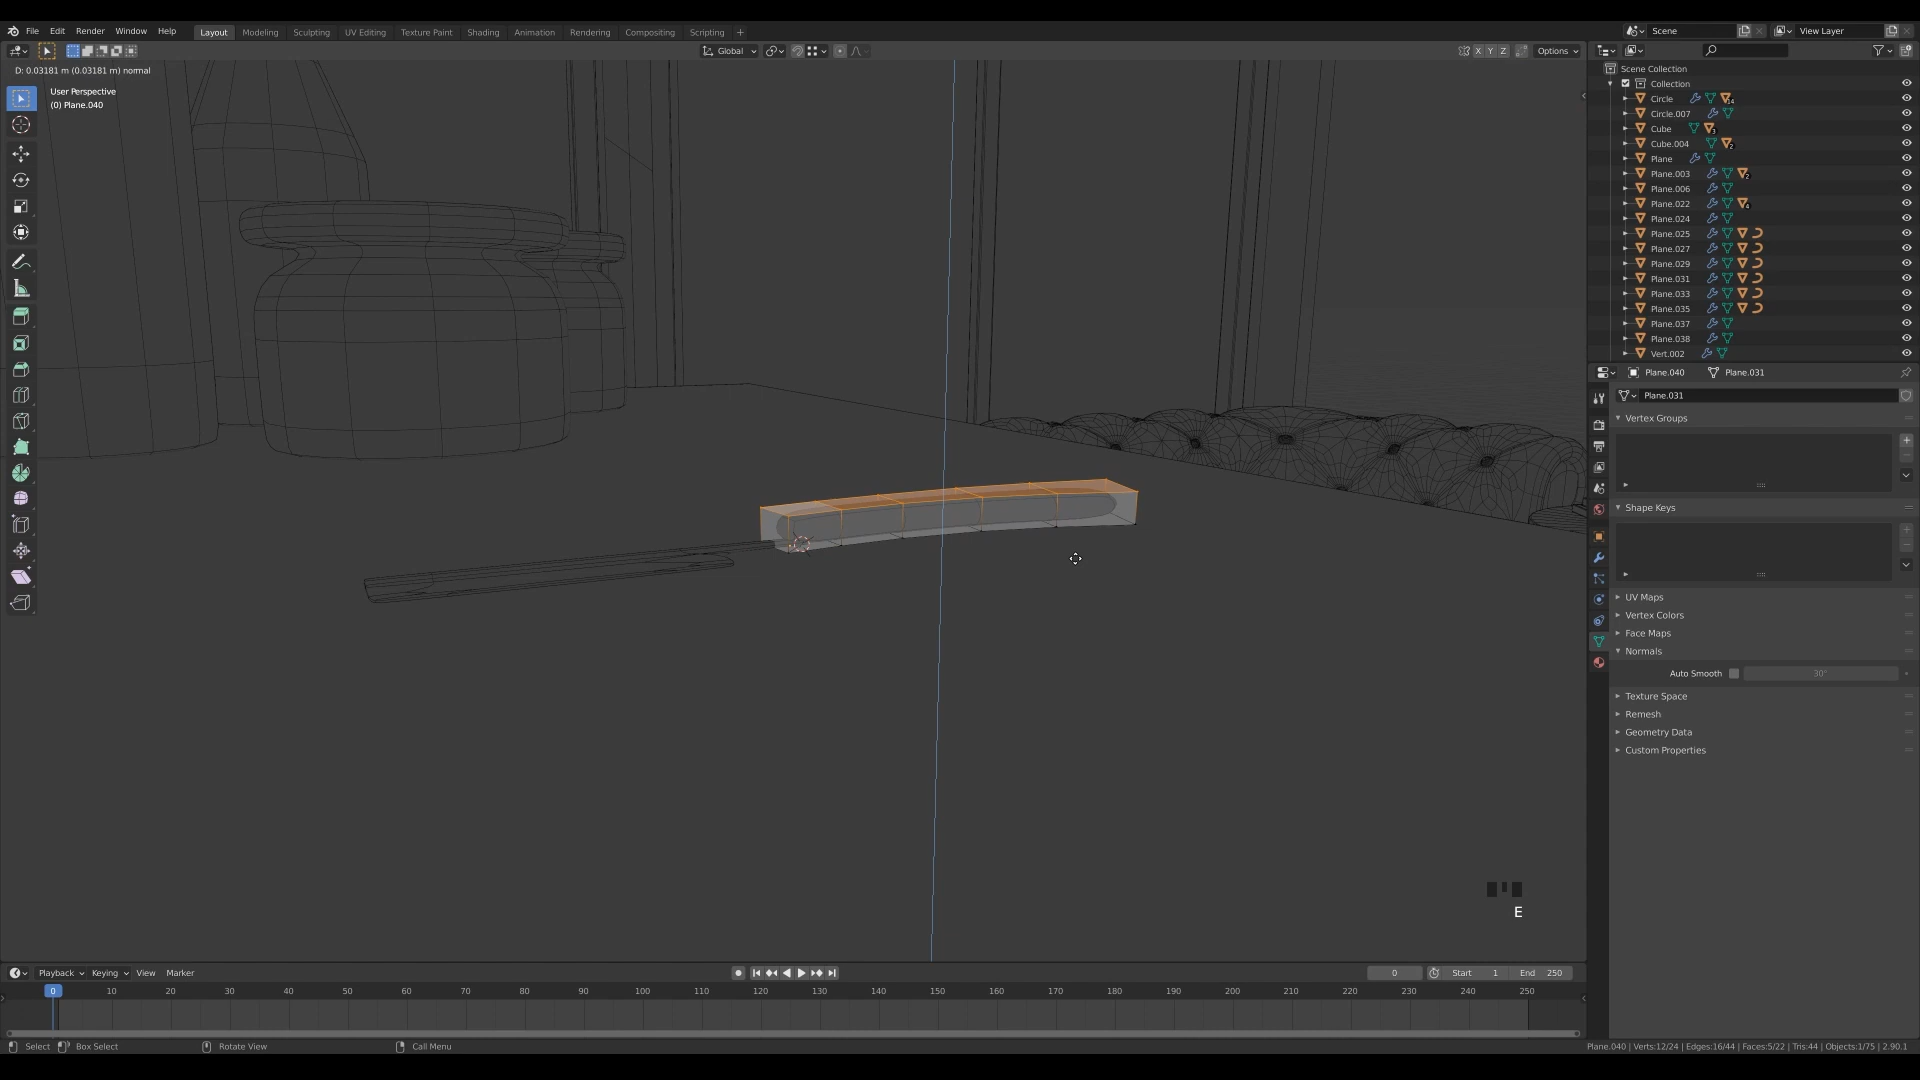 File Edit Render Window Help Layout Modeling Sculpting UV Editing Texture Paint Shading Animation Rendering Compositing Scripting + Scene View Layer
Global X Y Z Options
D: 0.03181 m (0.03181 m) normal
User Perspective
(0) Plane.040
Scene Collection
Collection
Circle 14
Circle.007
Cube 3
Cube.004 2
Plane
Plane.003 2
Plane.006
Plane.022 4
Plane.024
Plane.025
Plane.027
Plane.029
Plane.031
Plane.033
Plane.035
Plane.037
Plane.038
Vert.002
Plane.040 Plane.031
Plane.031
Vertex Groups
Shape Keys
UV Maps
Vertex Colors
Face Maps
Normals
Auto Smooth 30°
Texture Space
Remesh
Geometry Data
Custom Properties
E
Playback Keying View Marker 0 Start 1 End 250
0 10 20 30 40 50 60 70 80 90 100 110 120 130 140 150 160 170 180 190 200 210 220 230 240 250
Select Box Select Rotate View Call Menu Plane.040 | Verts:12/24 | Edges:16/44 | Faces:5/22 | Tris:44 | Objects:1/75 | 2.90.1